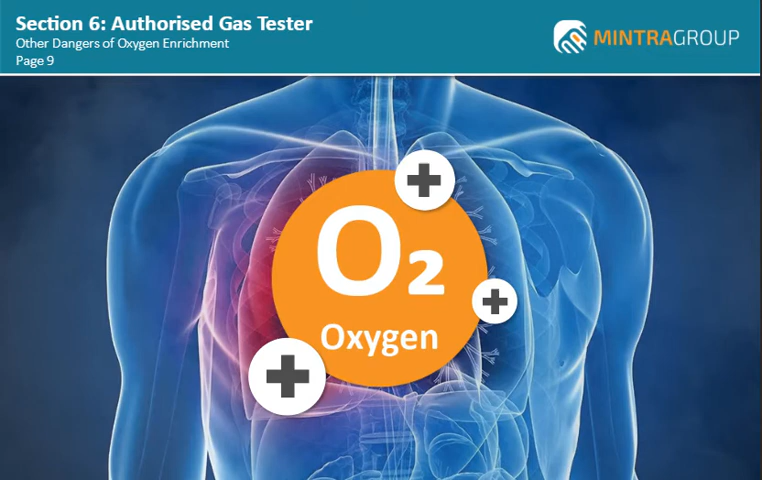 Section 6: Authorised Gas Tester
Other Dangers of Oxygen Enrichment
Page 9
MINTRAGROUP
O₂
Oxygen